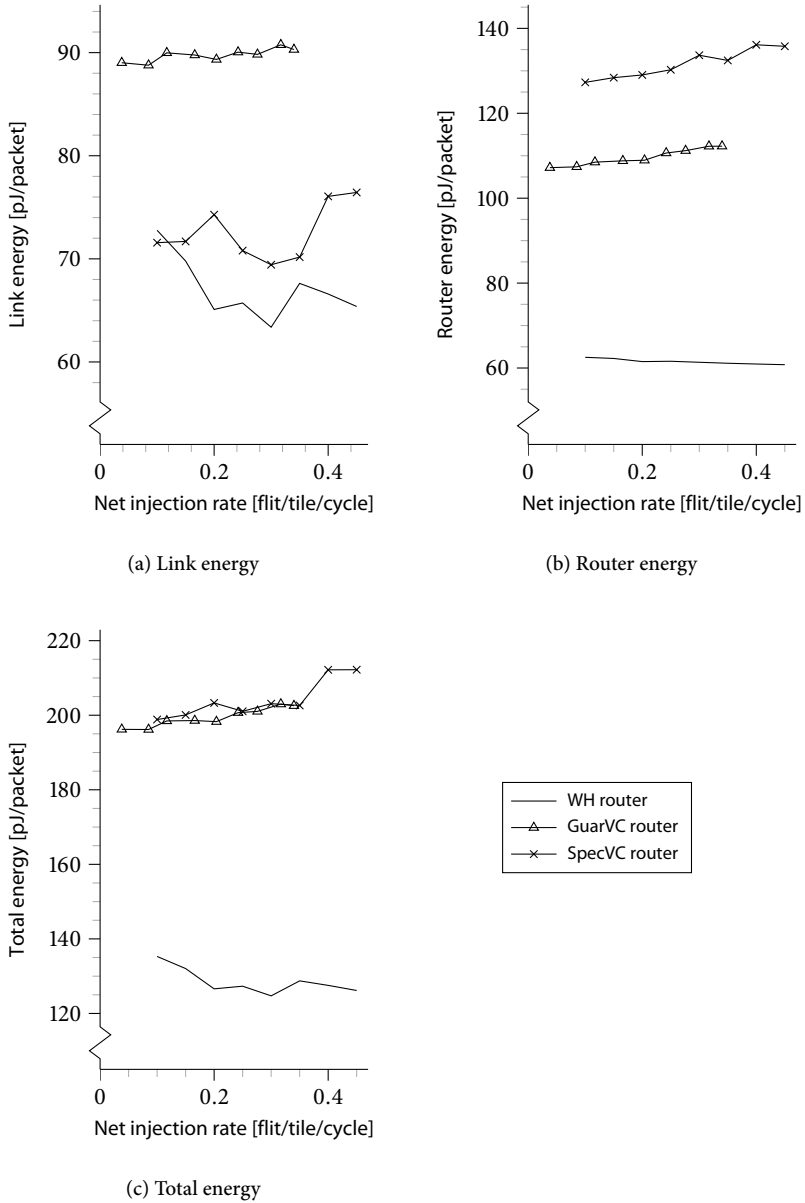 90
80
70
60
Link energy [pJ/packet]
0
0.2
0.4
Net injection rate [flit/tile/cycle]
(a) Link energy
140
120
100
80
60
Router energy [pJ/packet]
0
0.2
0.4
Net injection rate [flit/tile/cycle]
(b) Router energy
220
200
180
160
140
120
Total energy [pJ/packet]
0
0.2
0.4
Net injection rate [flit/tile/cycle]
(c) Total energy
WH router
GuarVC router
SpecVC router